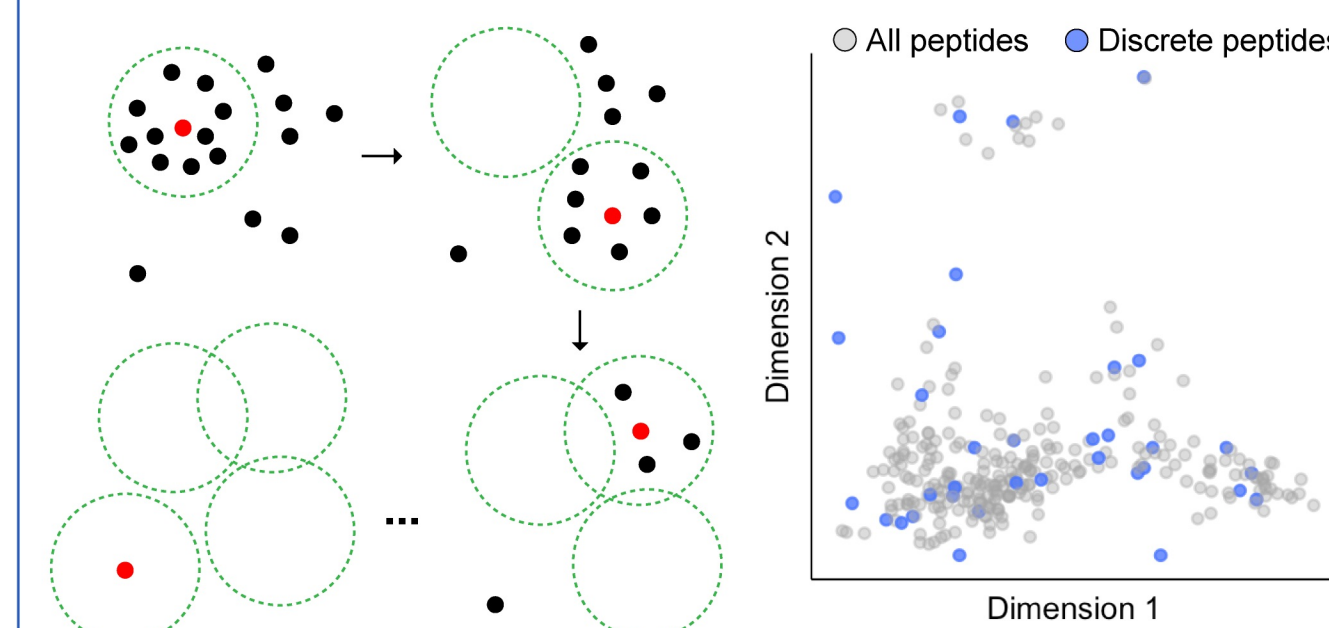 All peptides
Discrete peptides
Dimension 2
...
Dimension 1